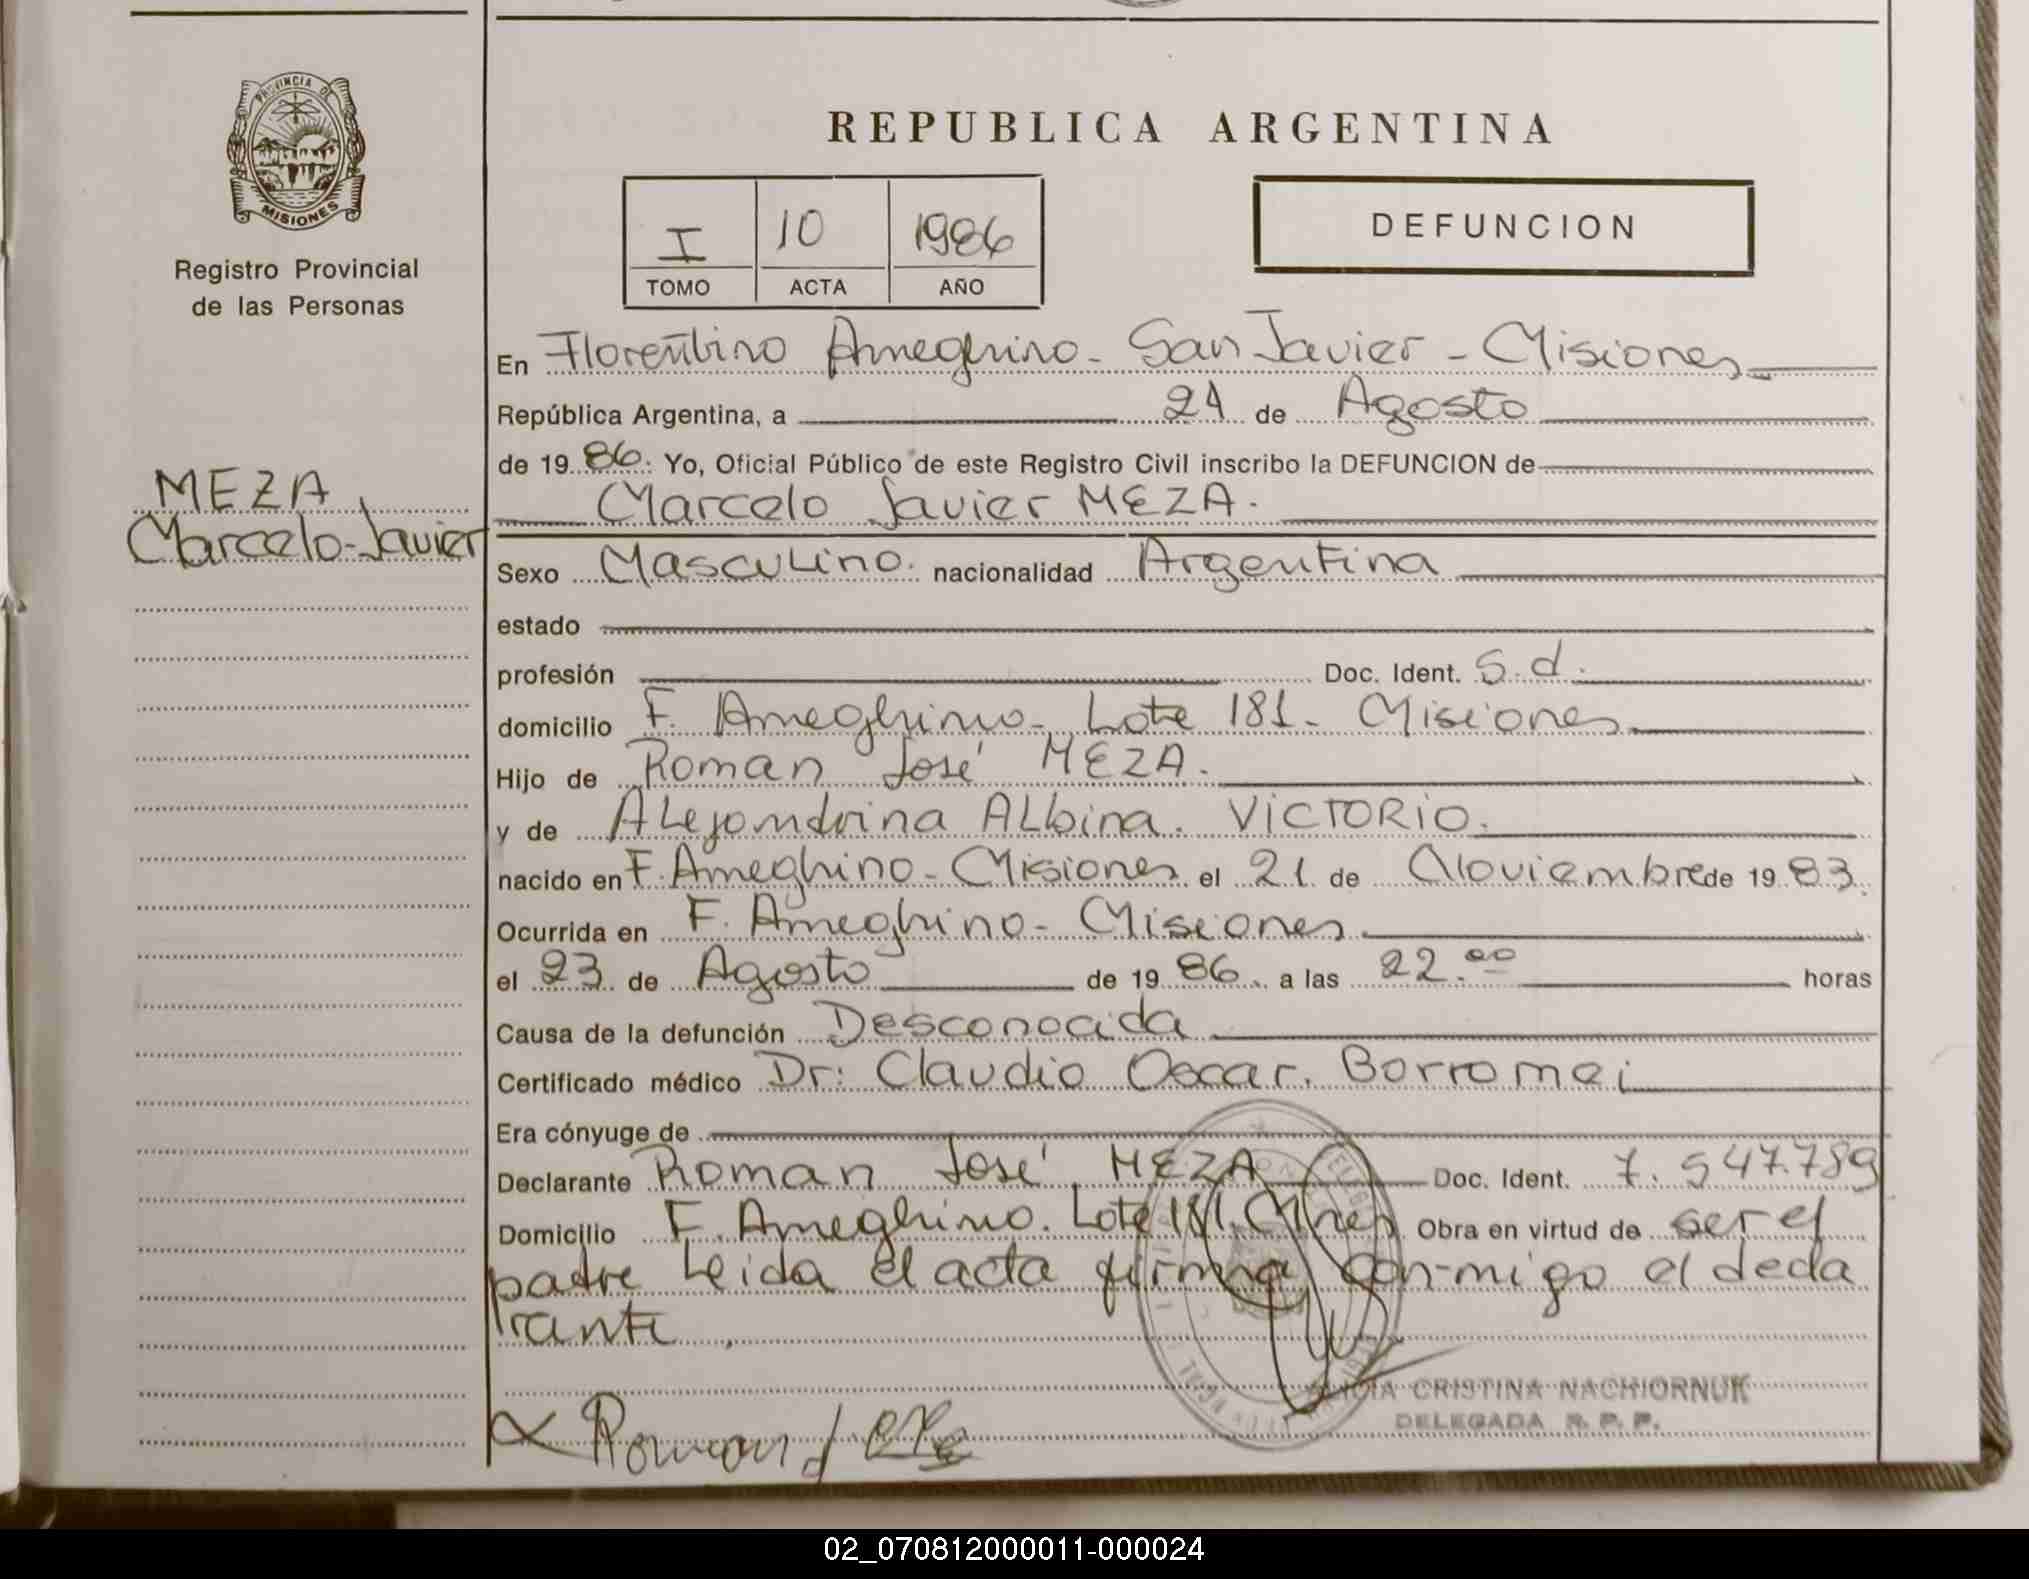 PROVINCIA DE
MISIONES
Registro Provincial
de las Personas
MEZA
Marcelo-Javier
REPUBLICA ARGENTINA
I 10 1986
TOMO ACTA AÑO
DEFUNCION
En Florentino Ameghino - San Javier - Misiones
República Argentina, a 24 de Agosto
de 19 86. Yo, Oficial Público de este Registro Civil inscribo la DEFUNCION de
Marcelo Javier MEZA.
Sexo Masculino. nacionalidad Argentina
estado
profesión Doc. Ident. S.d.
domicilio F. Ameghino - Lote 181 - Misiones
Hijo de Roman José MEZA.
y de Alejandrina Albina. VICTORIO.
nacido en F. Ameghino - Misiones el 21 de Noviembre de 19 83.
Ocurrida en F. Ameghino - Misiones
el 23 de Agosto de 19 86 a las 22.00 horas
Causa de la defunción Desconocida
Certificado médico Dr: Claudio Oscar. Borromei
Era cónyuge de
Declarante Roman José MEZA Doc. Ident. 7.547.789
Domicilio F. Ameghino. Lote 181. Mnes Obra en virtud de ser el
padre Leida el acta firma con-migo el decla
rante.
Roman J
ALICIA CRISTINA NACHIORNUK
DELEGADA R. P. P.
02_070812000011-000024